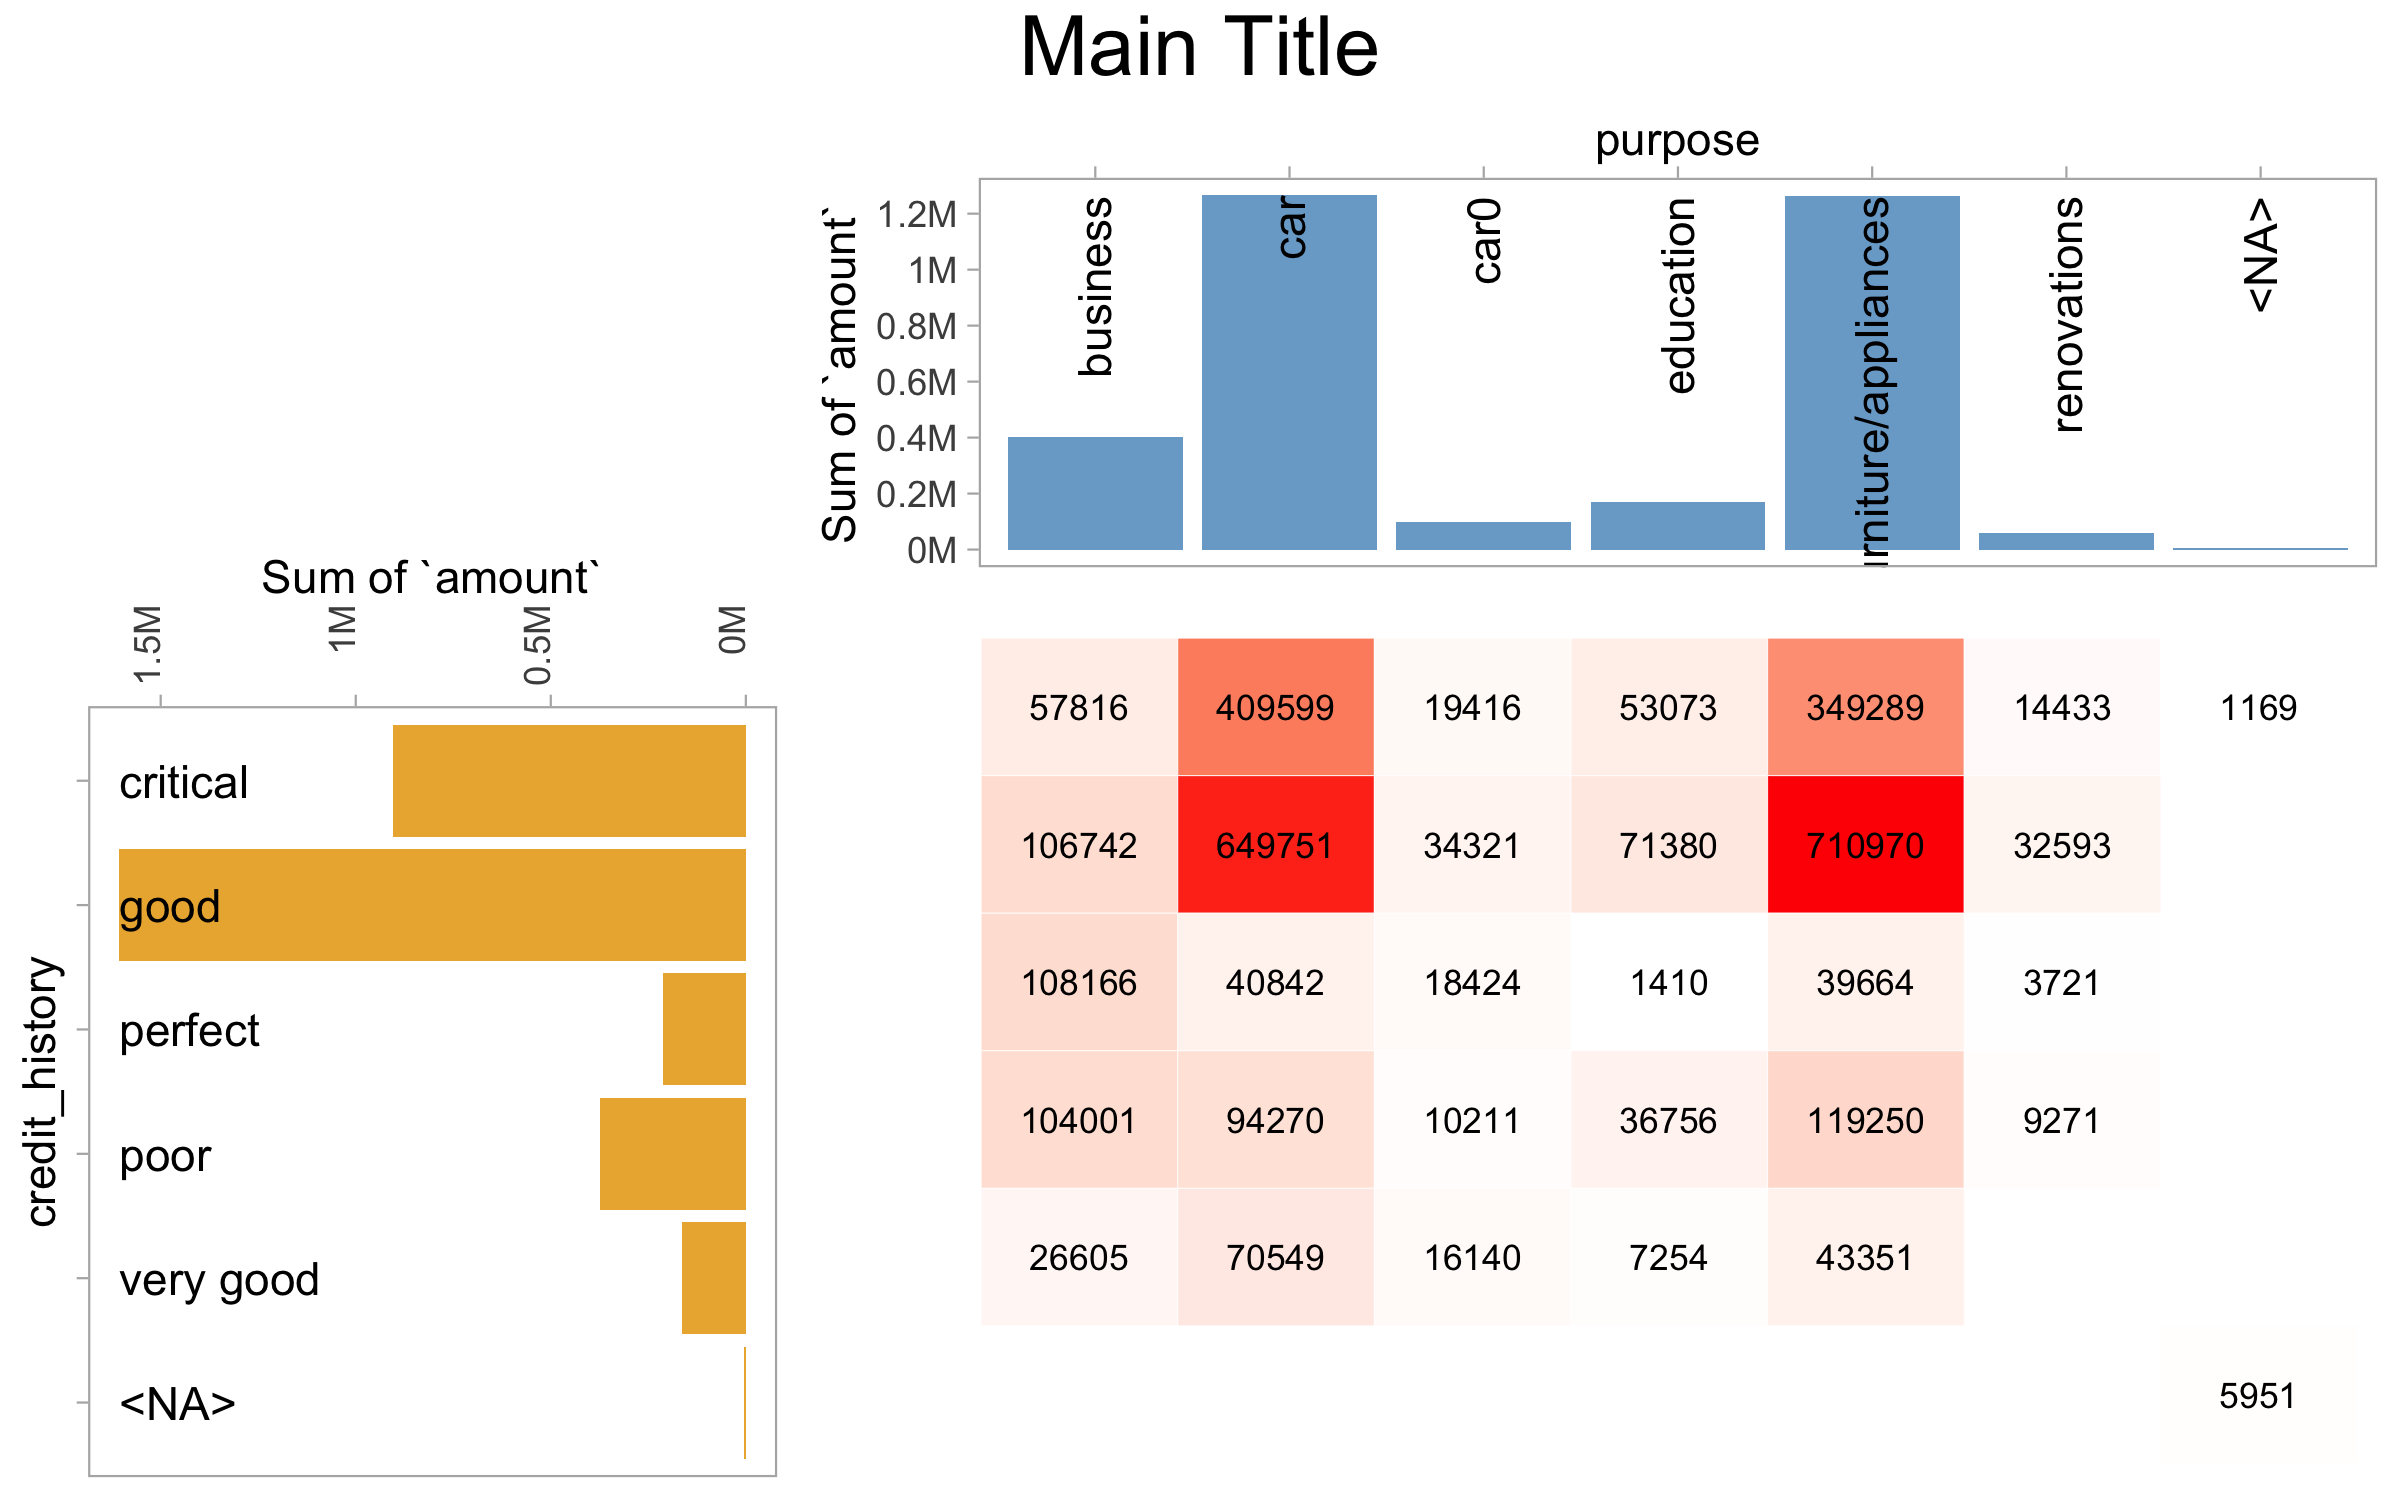 Main Title
purpose
Sum of `amount`
1.2M
1M
0.8M
0.6M
0.4M
0.2M
0M
business
car
car0
education
urniture/appliances
renovations
<NA>
Sum of `amount`
1.5M
1M
0.5M
0M
credit_history
critical
good
perfect
poor
very good
<NA>
57816 409599 19416 53073 349289 14433 1169
106742 649751 34321 71380 710970 32593
108166 40842 18424 1410 39664 3721
104001 94270 10211 36756 119250 9271
26605 70549 16140 7254 43351
5951